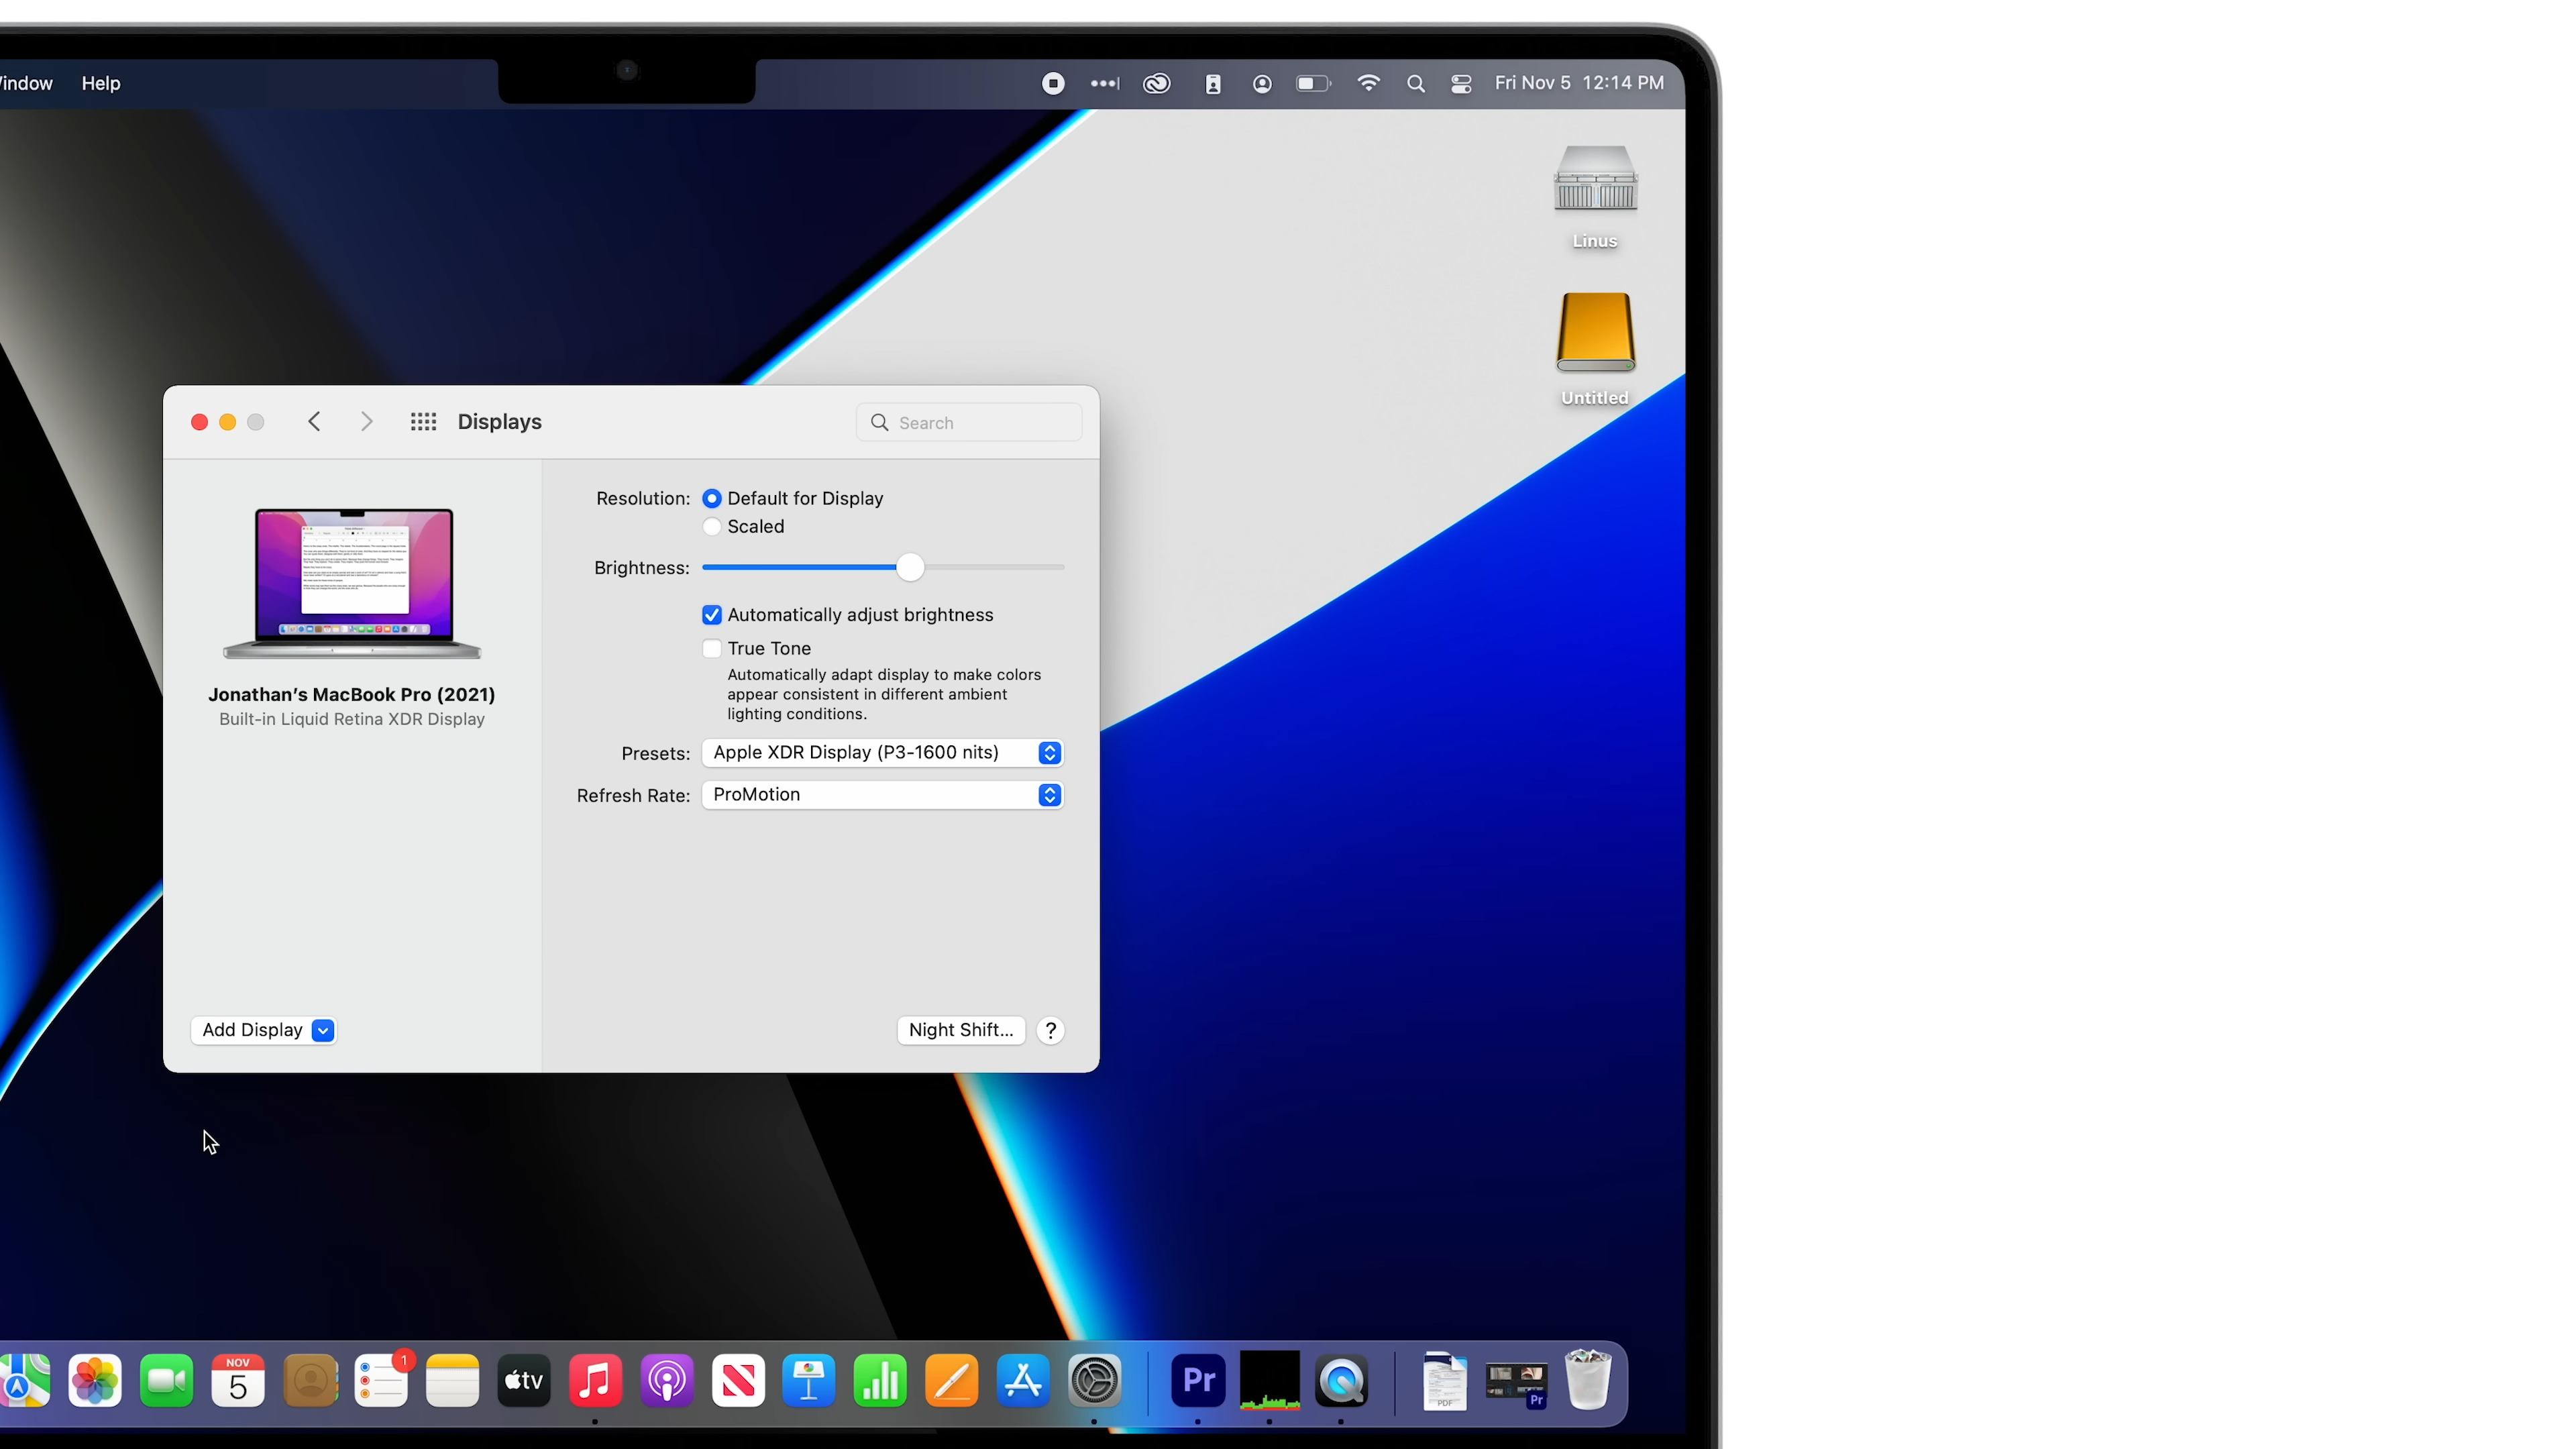 Help
Fri Nov 5 12:14 PM
Linus
Untitled
Displays
Search
Resolution:
Default for Display
Scaled
Brightness:
Automatically adjust brightness
True Tone
Automatically adapt display to make colors
appear consistent in different ambient
lighting conditions.
Jonathan’s MacBook Pro (2021)
Built-in Liquid Retina XDR Display
Presets:
Apple XDR Display (P3-1600 nits)
Refresh Rate:
ProMotion
Add Display
Night Shift...
?
NOV
5
1
tv
Pr
PDF
Pr